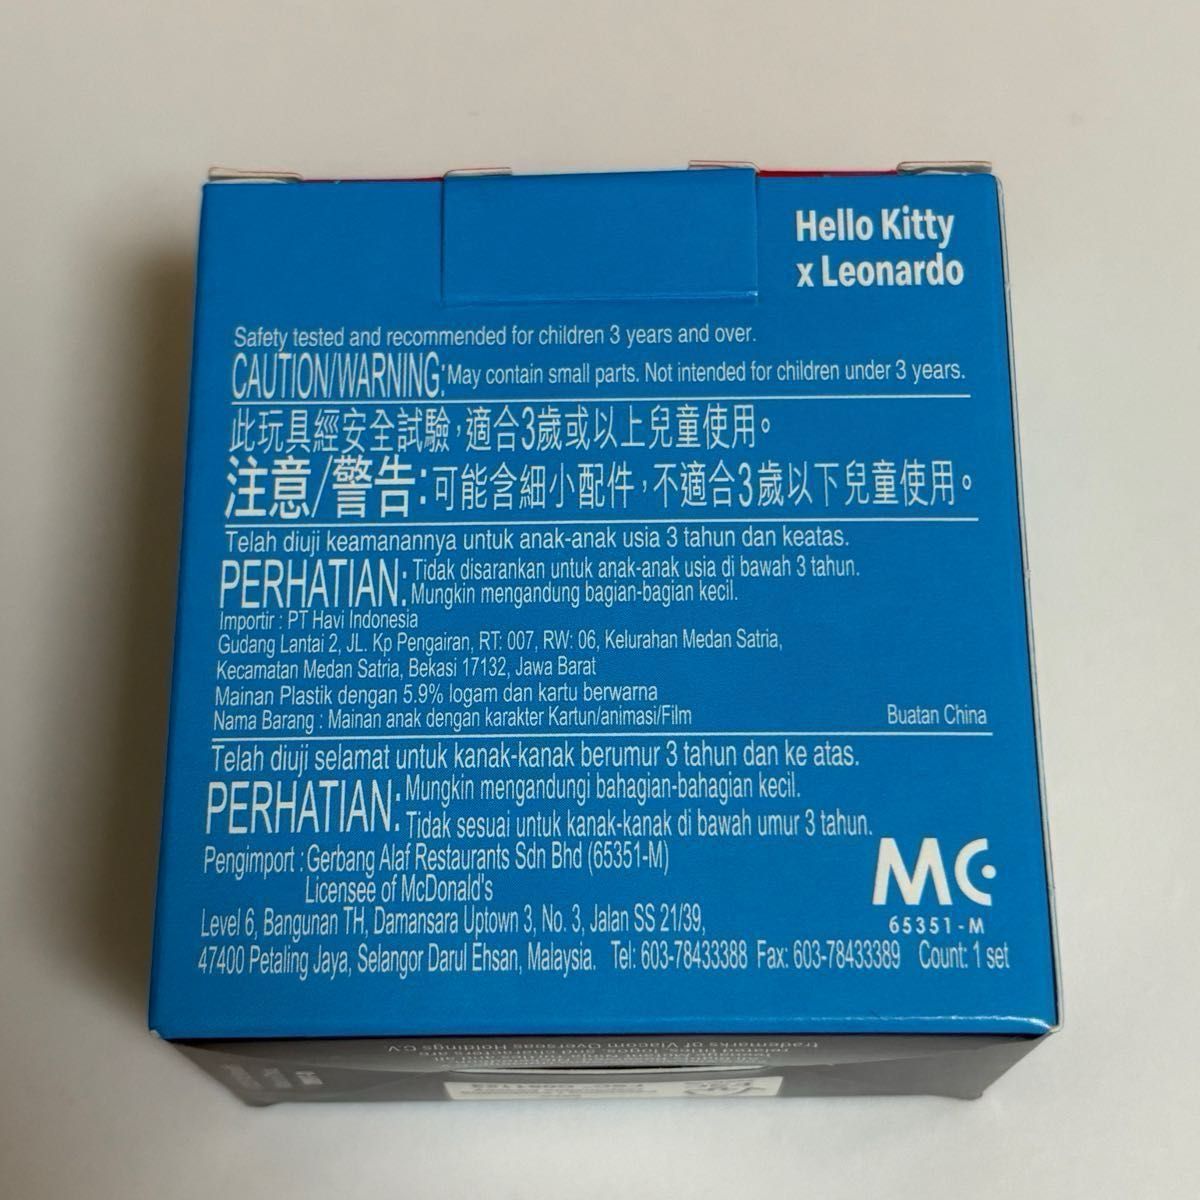 Hello Kitty
x Leonardo
Safety tested and recommended for children 3 years and over.
CAUTION/WARNING: May contain small parts. Not intended for children under 3 years.
此玩具經安全試驗，適合3歲或以上兒童使用。
注意/警告：可能含細小配件，不適合3歲以下兒童使用。
Telah diuji keamanannya untuk anak-anak usia 3 tahun dan keatas.
PERHATIAN: Tidak disarankan untuk anak-anak usia di bawah 3 tahun.
Mungkin mengandung bagian-bagian kecil.
Importir : PT Havi Indonesia
Gudang Lantai 2, JL. Kp Pengairan, RT: 007, RW: 06, Kelurahan Medan Satria,
Kecamatan Medan Satria, Bekasi 17132, Jawa Barat
Mainan Plastik dengan 5.9% logam dan kartu berwarna
Nama Barang : Mainan anak dengan karakter Kartun/animasi/Film Buatan China
Telah diuji selamat untuk kanak-kanak berumur 3 tahun dan ke atas.
PERHATIAN: Mungkin mengandungi bahagian-bahagian kecil.
Tidak sesuai untuk kanak-kanak di bawah umur 3 tahun.
Pengimport : Gerbang Alaf Restaurants Sdn Bhd (65351-M)
Licensee of McDonald's
MC
65351-M
Level 6, Bangunan TH, Damansara Uptown 3, No. 3, Jalan SS 21/39,
47400 Petaling Jaya, Selangor Darul Ehsan, Malaysia. Tel: 603-78433388 Fax: 603-78433389 Count: 1 set
trademarks of Viacom Overseas Holdings C.V